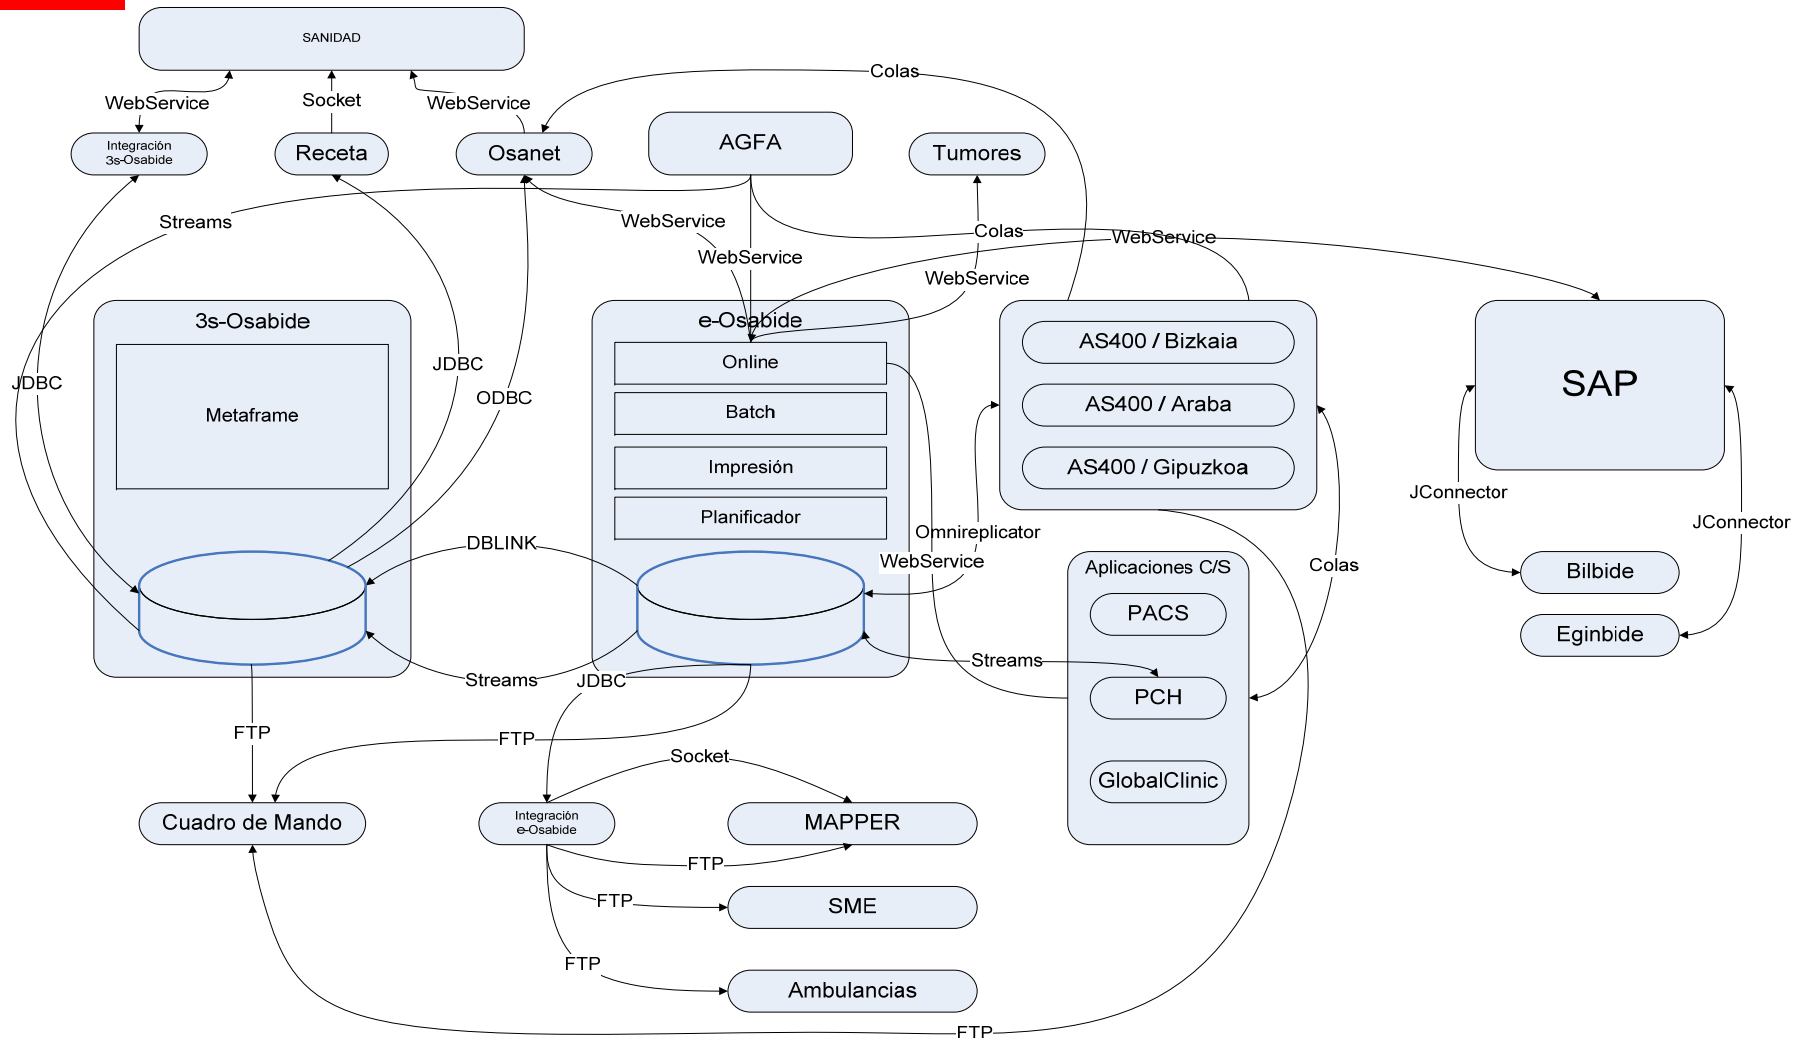 SANIDAD
Colas
WebService
Socket
WebService
Integración
3s-Osabide
Receta
Osanet
AGFA
Tumores
Streams
WebService
Colas
WebService
WebService
WebService
3s-Osabide
e-Osabide
AS400 / Bizkaia
Online
JDBC
JDBC
Metaframe
ODBC
Batch
AS400 / Araba
SAP
Impresión
AS400 / Gipuzkoa
JConnector
Planificador
JConnector
DBLINK
Omnireplicator
WebService
Aplicaciones C/S
Colas
Bilbide
PACS
Eginbide
Streams
Streams
JDBC
PCH
FTP
FTP
Socket
GlobalClinic
Cuadro de Mando
Integración
e-Osabide
MAPPER
FTP
FTP
SME
FTP
Ambulancias
FTP